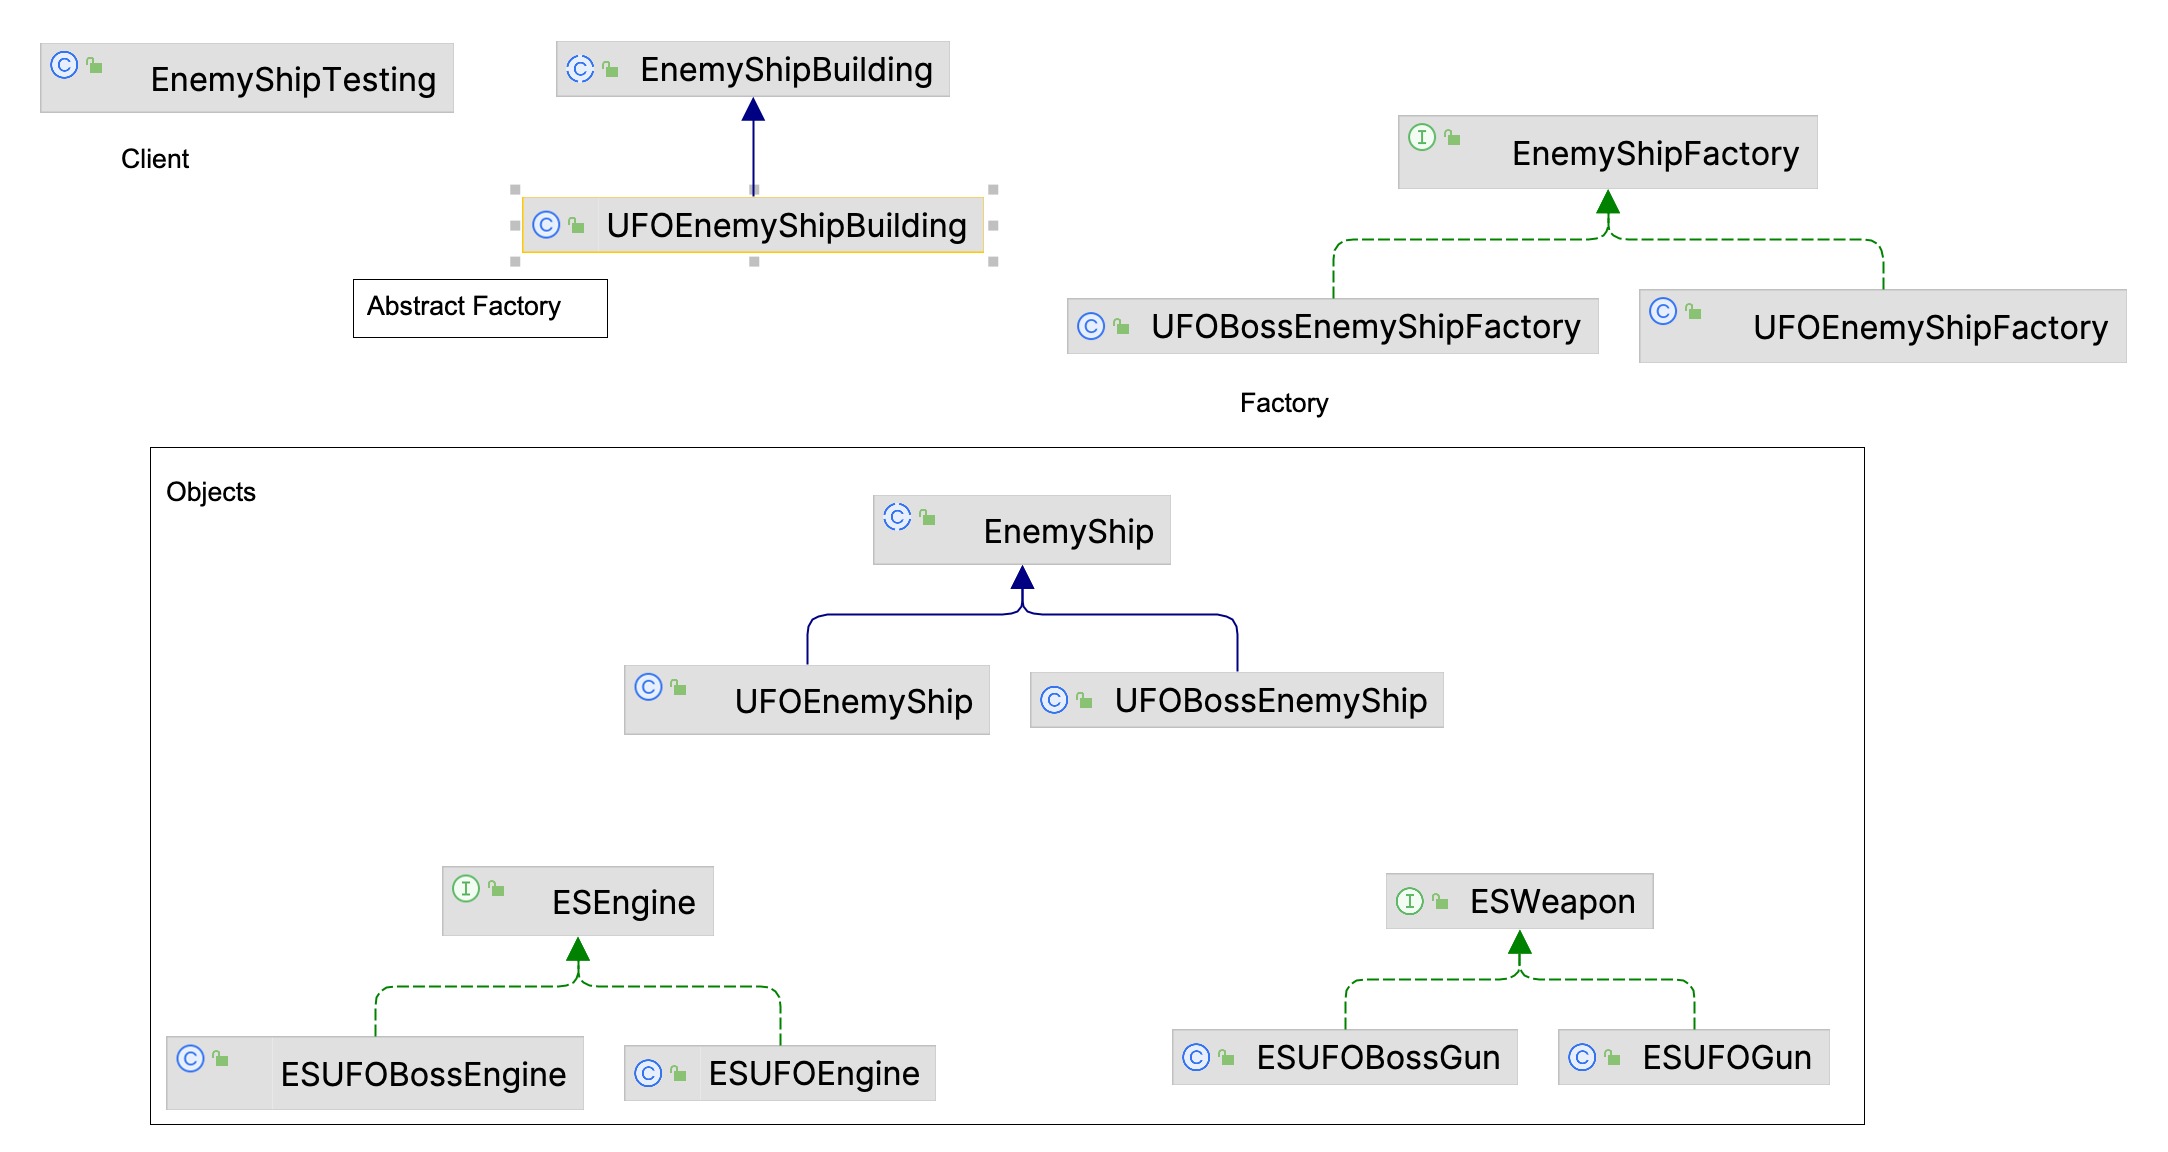 EnemyShipTesting
Client
EnemyShipBuilding
UFOEnemyShipBuilding
Abstract Factory
EnemyShipFactory
UFOBossEnemyShipFactory
UFOEnemyShipFactory
Factory
Objects
EnemyShip
UFOEnemyShip
UFOBossEnemyShip
ESEngine
ESUFOBossEngine
ESUFOEngine
ESWeapon
ESUFOBossGun
ESUFOGun